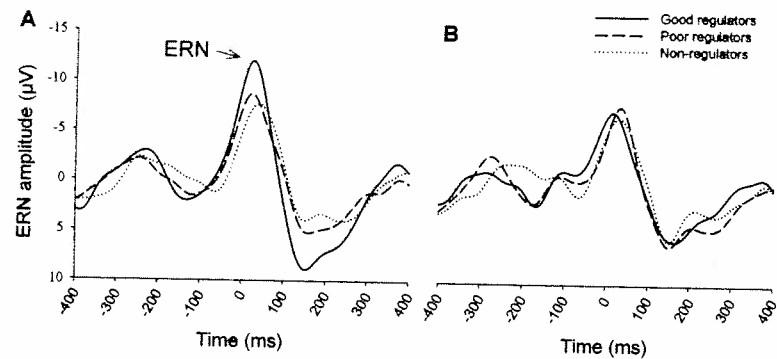 A
B
ERN
Good regulators
Poor regulators
Non-regulators
ERN amplitude (µV)
-15
-10
-5
0
5
10
-400
-300
-200
-100
0
100
200
300
400
Time (ms)
-400
-300
-200
-100
0
100
200
300
400
Time (ms)